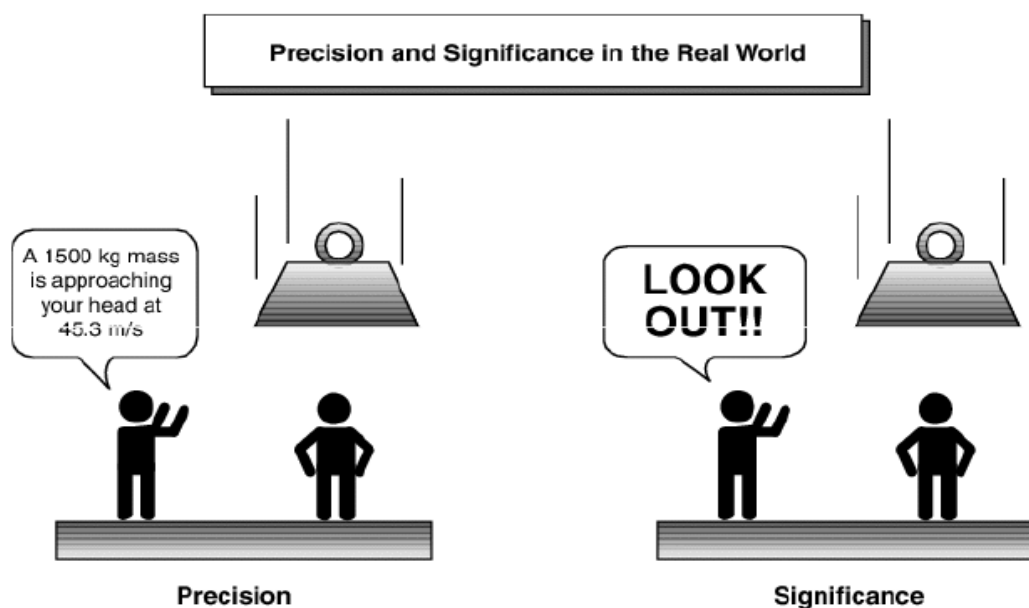 Precision and Significance in the Real World
A 1500 kg mass
is approaching
your head at
45.3 m/s
LOOK
OUT!!
Precision
Significance